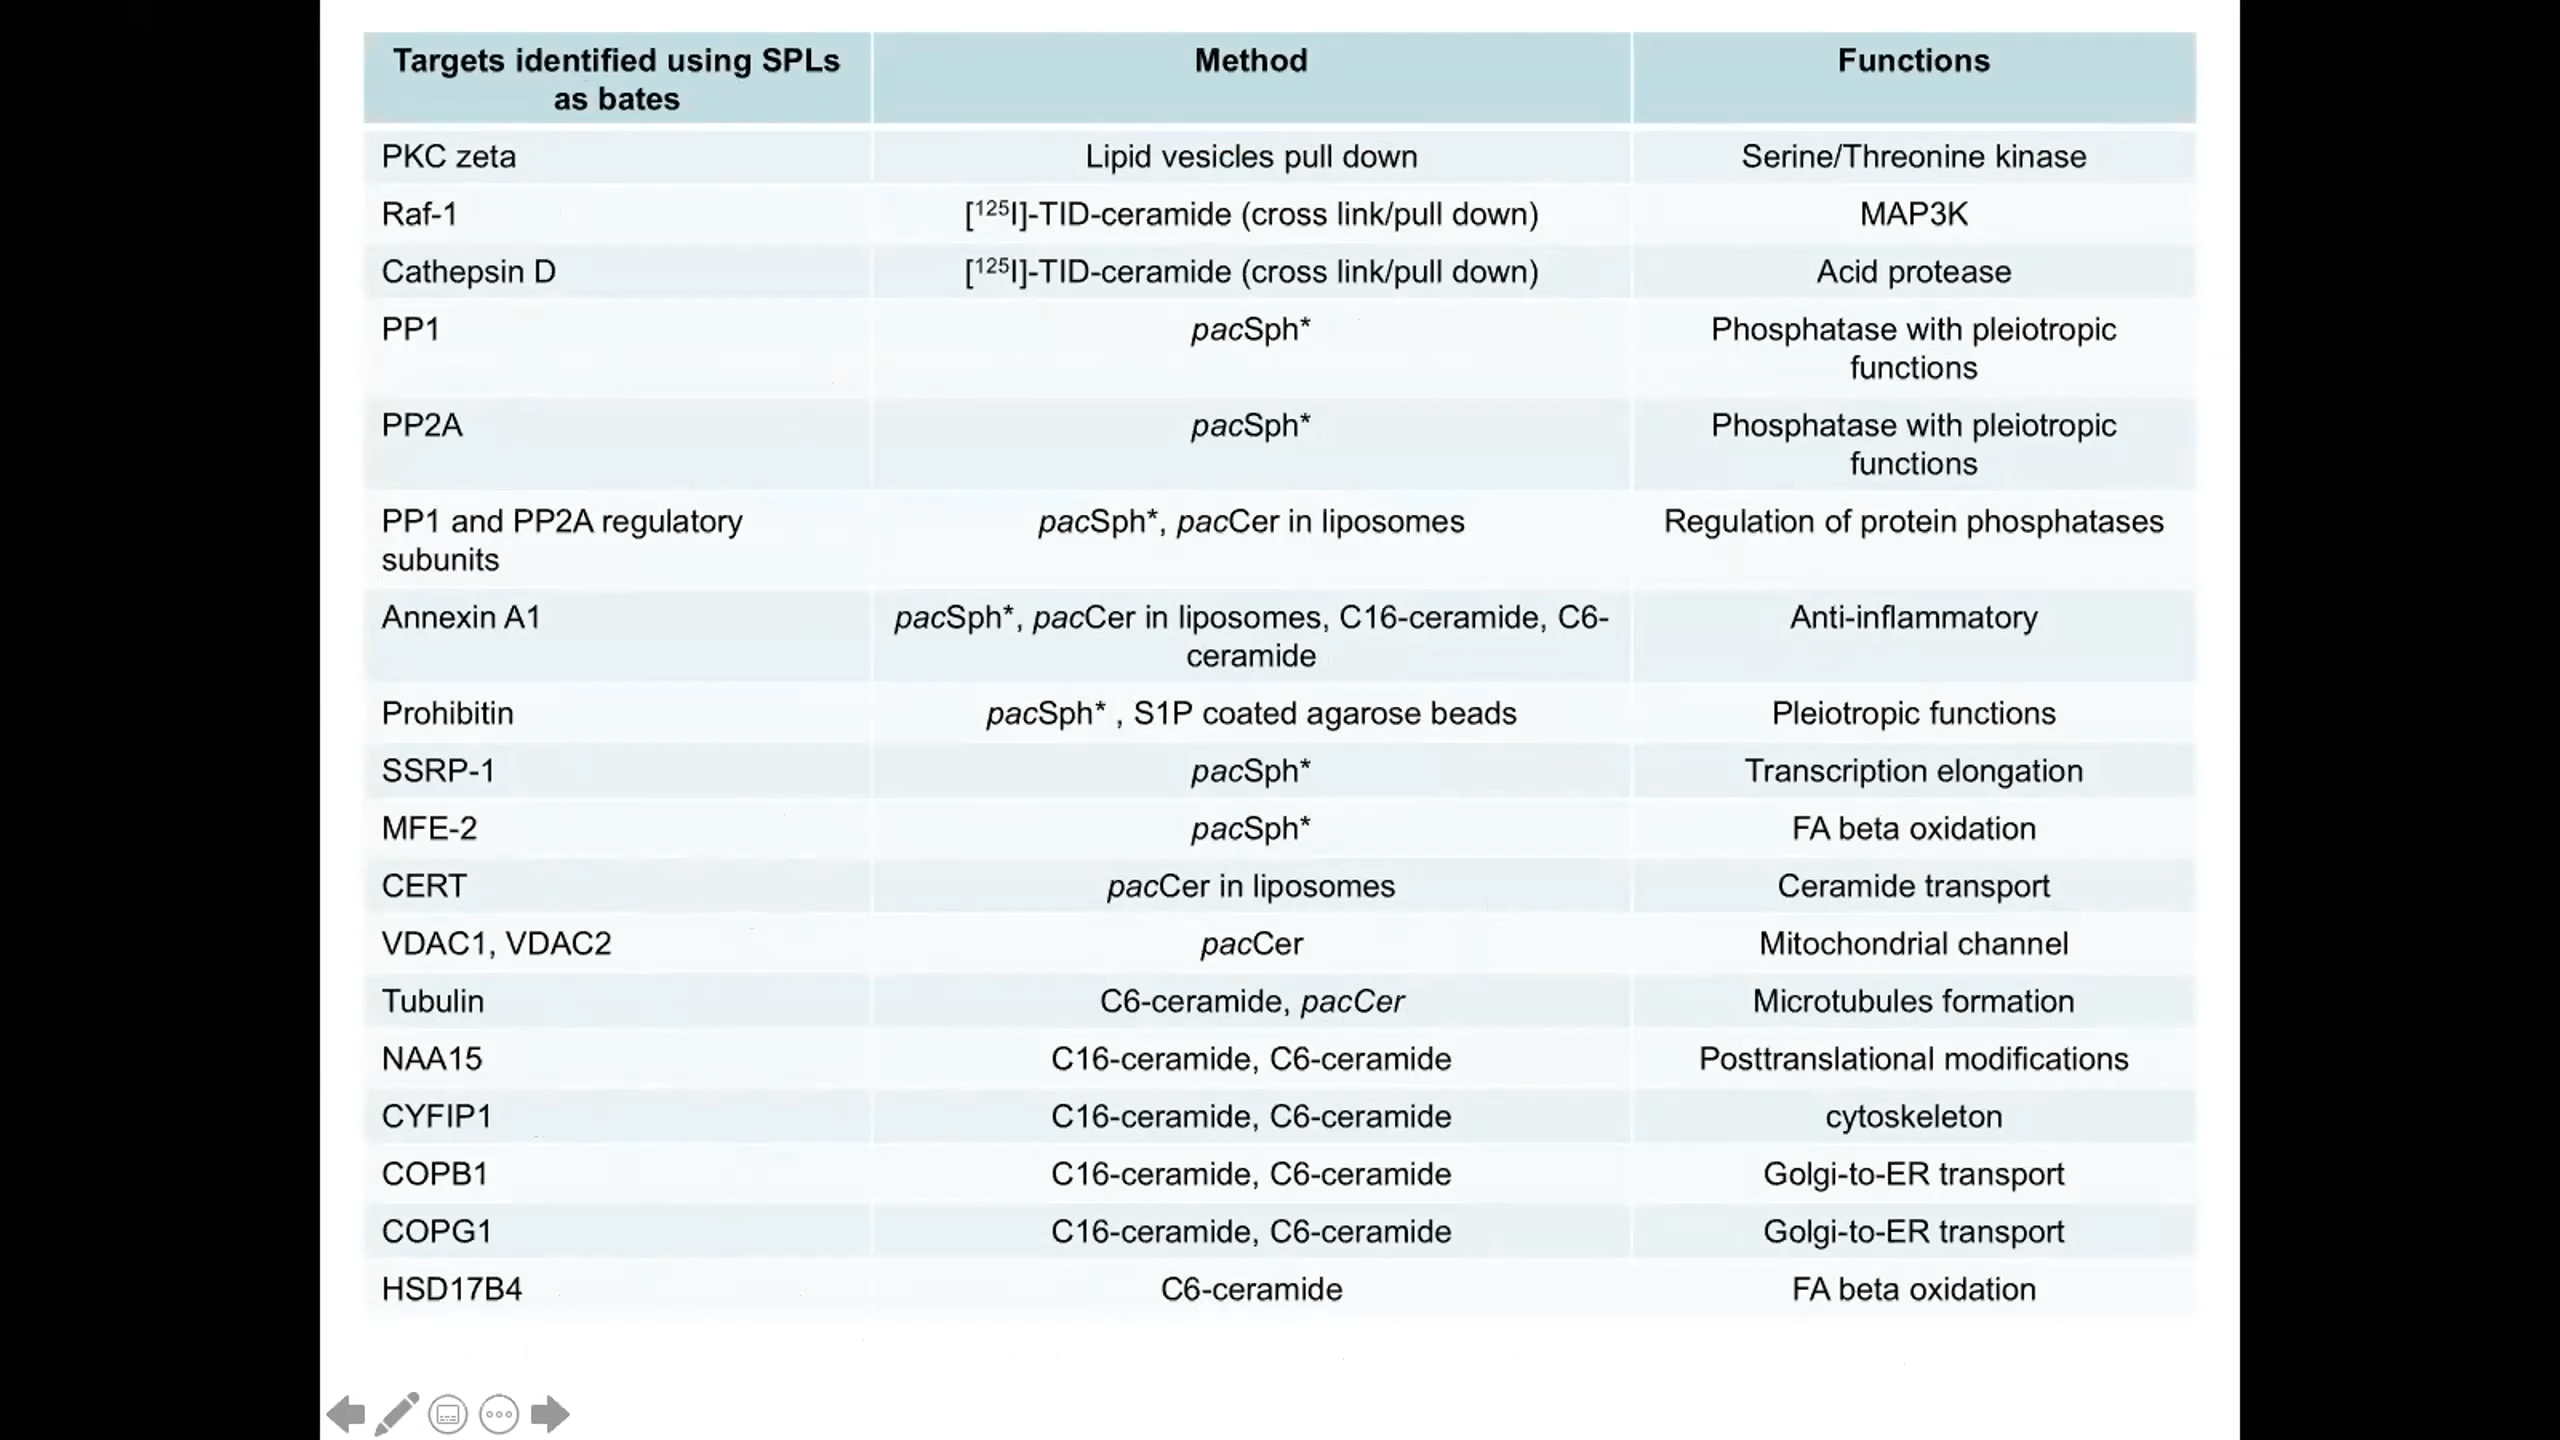 Targets identified using SPLs
as bates
Method
Functions
PKC zeta
Lipid vesicles pull down
Serine/Threonine kinase
Raf-1
[¹²⁵I]-TID-ceramide (cross link/pull down)
MAP3K
Cathepsin D
[¹²⁵I]-TID-ceramide (cross link/pull down)
Acid protease
PP1
pacSph*
Phosphatase with pleiotropic
functions
PP2A
pacSph*
Phosphatase with pleiotropic
functions
PP1 and PP2A regulatory
subunits
pacSph*, pacCer in liposomes
Regulation of protein phosphatases
Annexin A1
pacSph*, pacCer in liposomes, C16-ceramide, C6-
ceramide
Anti-inflammatory
Prohibitin
pacSph* , S1P coated agarose beads
Pleiotropic functions
SSRP-1
pacSph*
Transcription elongation
MFE-2
pacSph*
FA beta oxidation
CERT
pacCer in liposomes
Ceramide transport
VDAC1, VDAC2
pacCer
Mitochondrial channel
Tubulin
C6-ceramide, pacCer
Microtubules formation
NAA15
C16-ceramide, C6-ceramide
Posttranslational modifications
CYFIP1
C16-ceramide, C6-ceramide
cytoskeleton
COPB1
C16-ceramide, C6-ceramide
Golgi-to-ER transport
COPG1
C16-ceramide, C6-ceramide
Golgi-to-ER transport
HSD17B4
C6-ceramide
FA beta oxidation